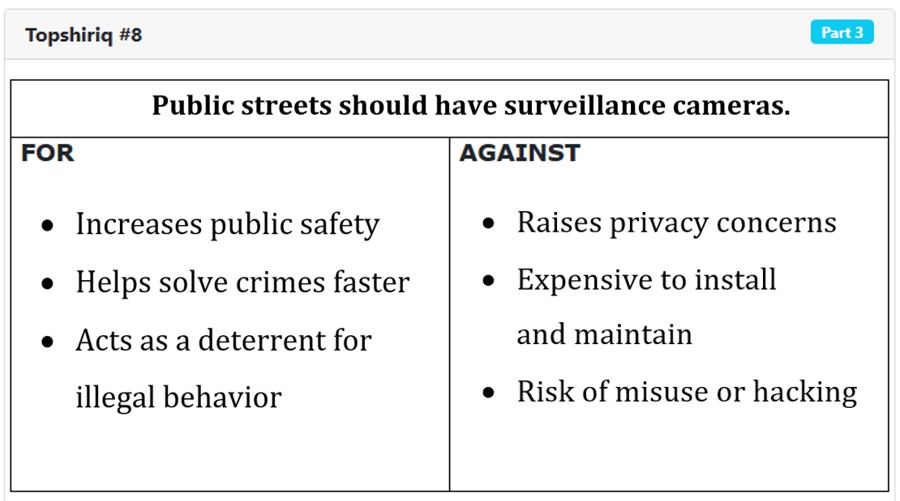 Topshiriq #8
Part 3
Public streets should have surveillance cameras.
FOR
• Increases public safety
• Helps solve crimes faster
• Acts as a deterrent for
illegal behavior
AGAINST
• Raises privacy concerns
• Expensive to install
and maintain
• Risk of misuse or hacking